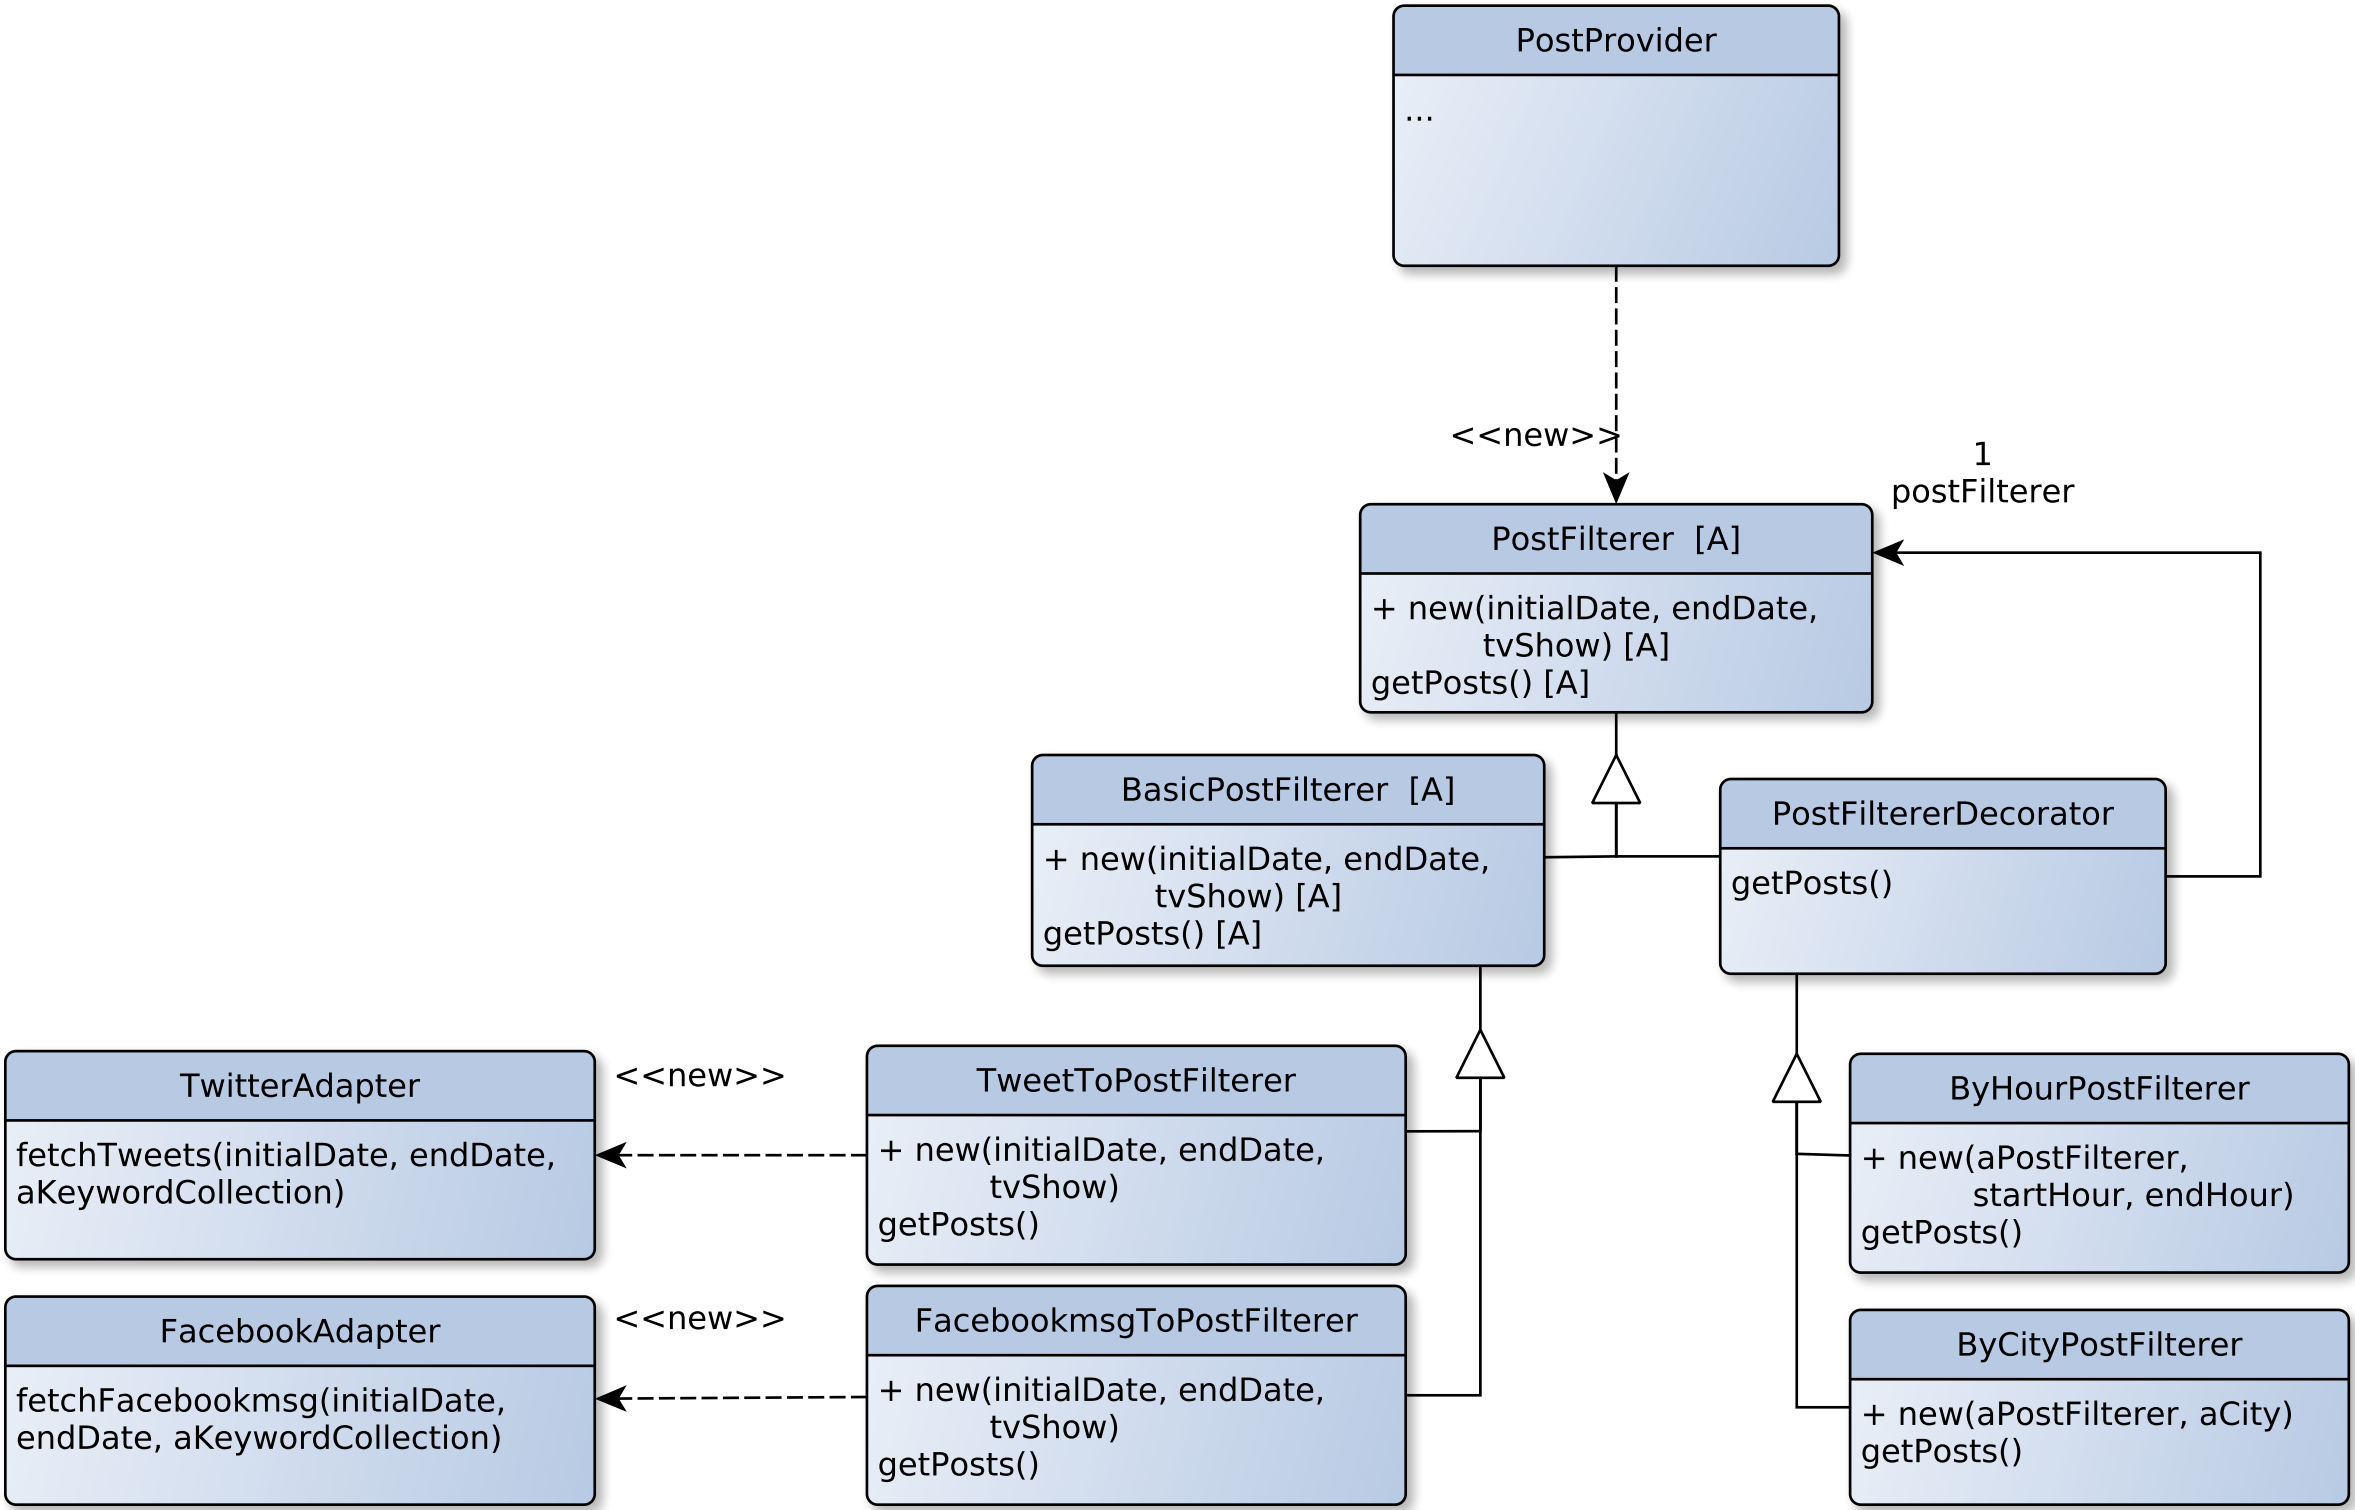 PostProvider
...
<<new>>
1
postFilterer
PostFilterer [A]
+ new(initialDate, endDate,
tvShow) [A]
getPosts() [A]
BasicPostFilterer [A]
+ new(initialDate, endDate,
tvShow) [A]
getPosts() [A]
PostFiltererDecorator
getPosts()
TwitterAdapter
fetchTweets(initialDate, endDate,
aKeywordCollection)
<<new>>
TweetToPostFilterer
+ new(initialDate, endDate,
tvShow)
getPosts()
ByHourPostFilterer
+ new(aPostFilterer,
startHour, endHour)
getPosts()
FacebookAdapter
fetchFacebookmsg(initialDate,
endDate, aKeywordCollection)
<<new>>
FacebookmsgToPostFilterer
+ new(initialDate, endDate,
tvShow)
getPosts()
ByCityPostFilterer
+ new(aPostFilterer, aCity)
getPosts()